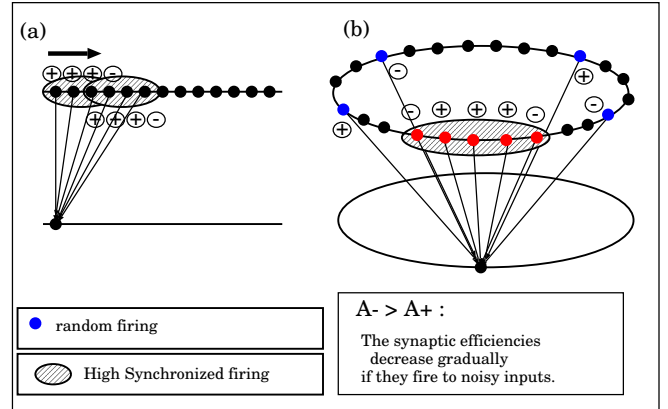 (a)
(b)
+ + + -
+ + + -
- +
- + + + -
+ -
random firing
High Synchronized firing
A- > A+ :
The synaptic efficiencies
decrease gradually
if they fire to noisy inputs.